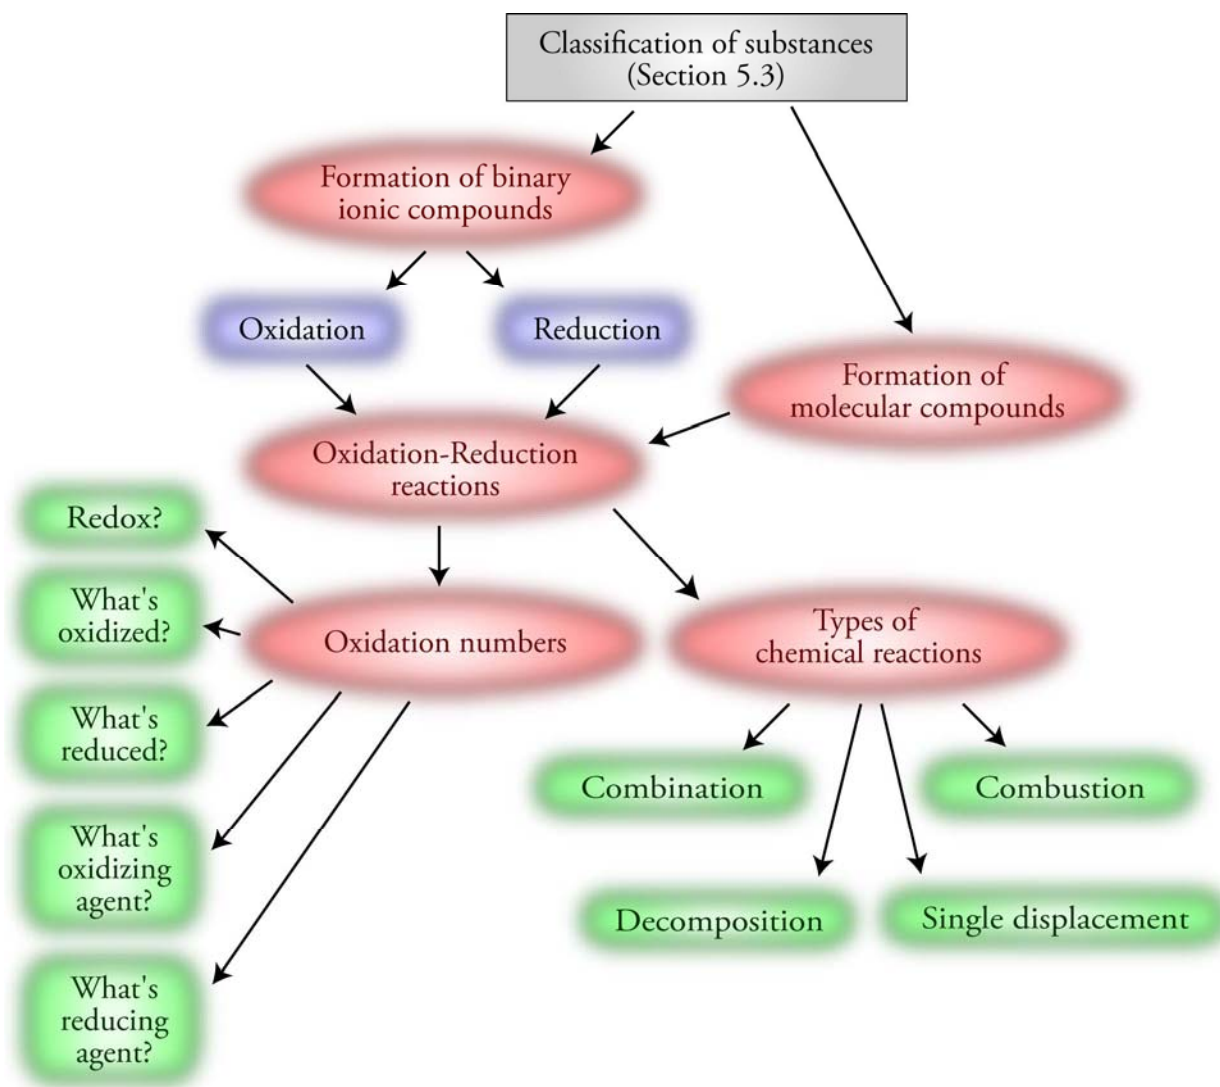 Classification of substances
(Section 5.3)
Formation of binary
ionic compounds
Oxidation
Reduction
Formation of
molecular compounds
Oxidation-Reduction
reactions
Redox?
What's
oxidized?
What's
reduced?
What's
oxidizing
agent?
What's
reducing
agent?
Oxidation numbers
Types of
chemical reactions
Combination
Combustion
Decomposition
Single displacement